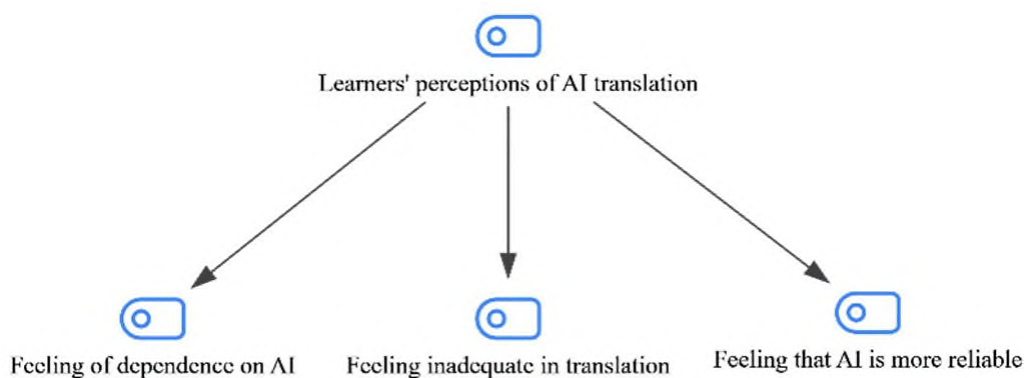 Learners' perceptions of AI translation
Feeling of dependence on AI
Feeling inadequate in translation
Feeling that AI is more reliable